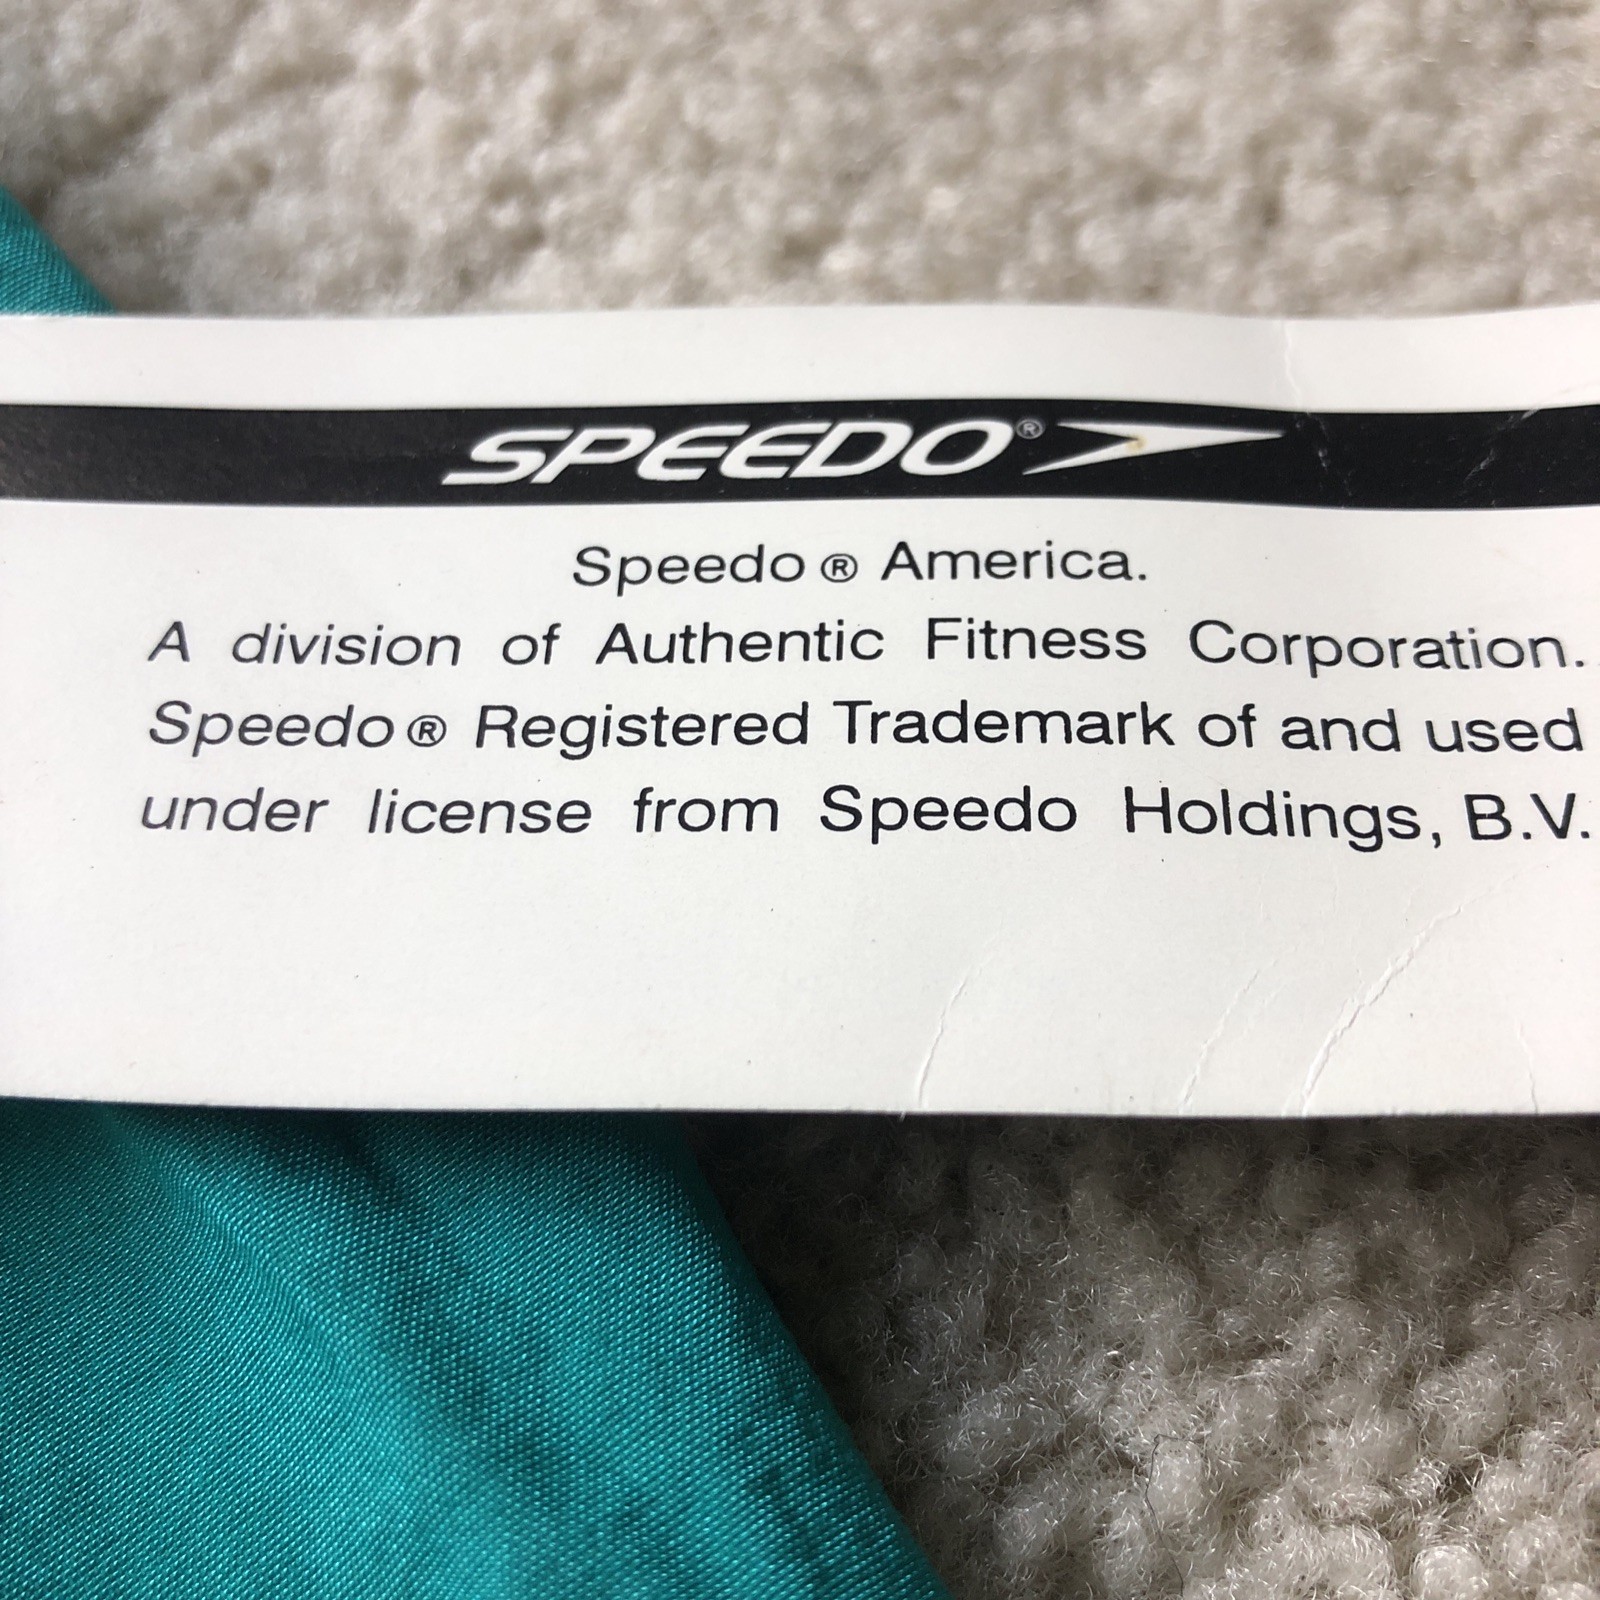 SPEEDO®
Speedo ® America.
A division of Authentic Fitness Corporation.
Speedo ® Registered Trademark of and used
under license from Speedo Holdings, B.V.